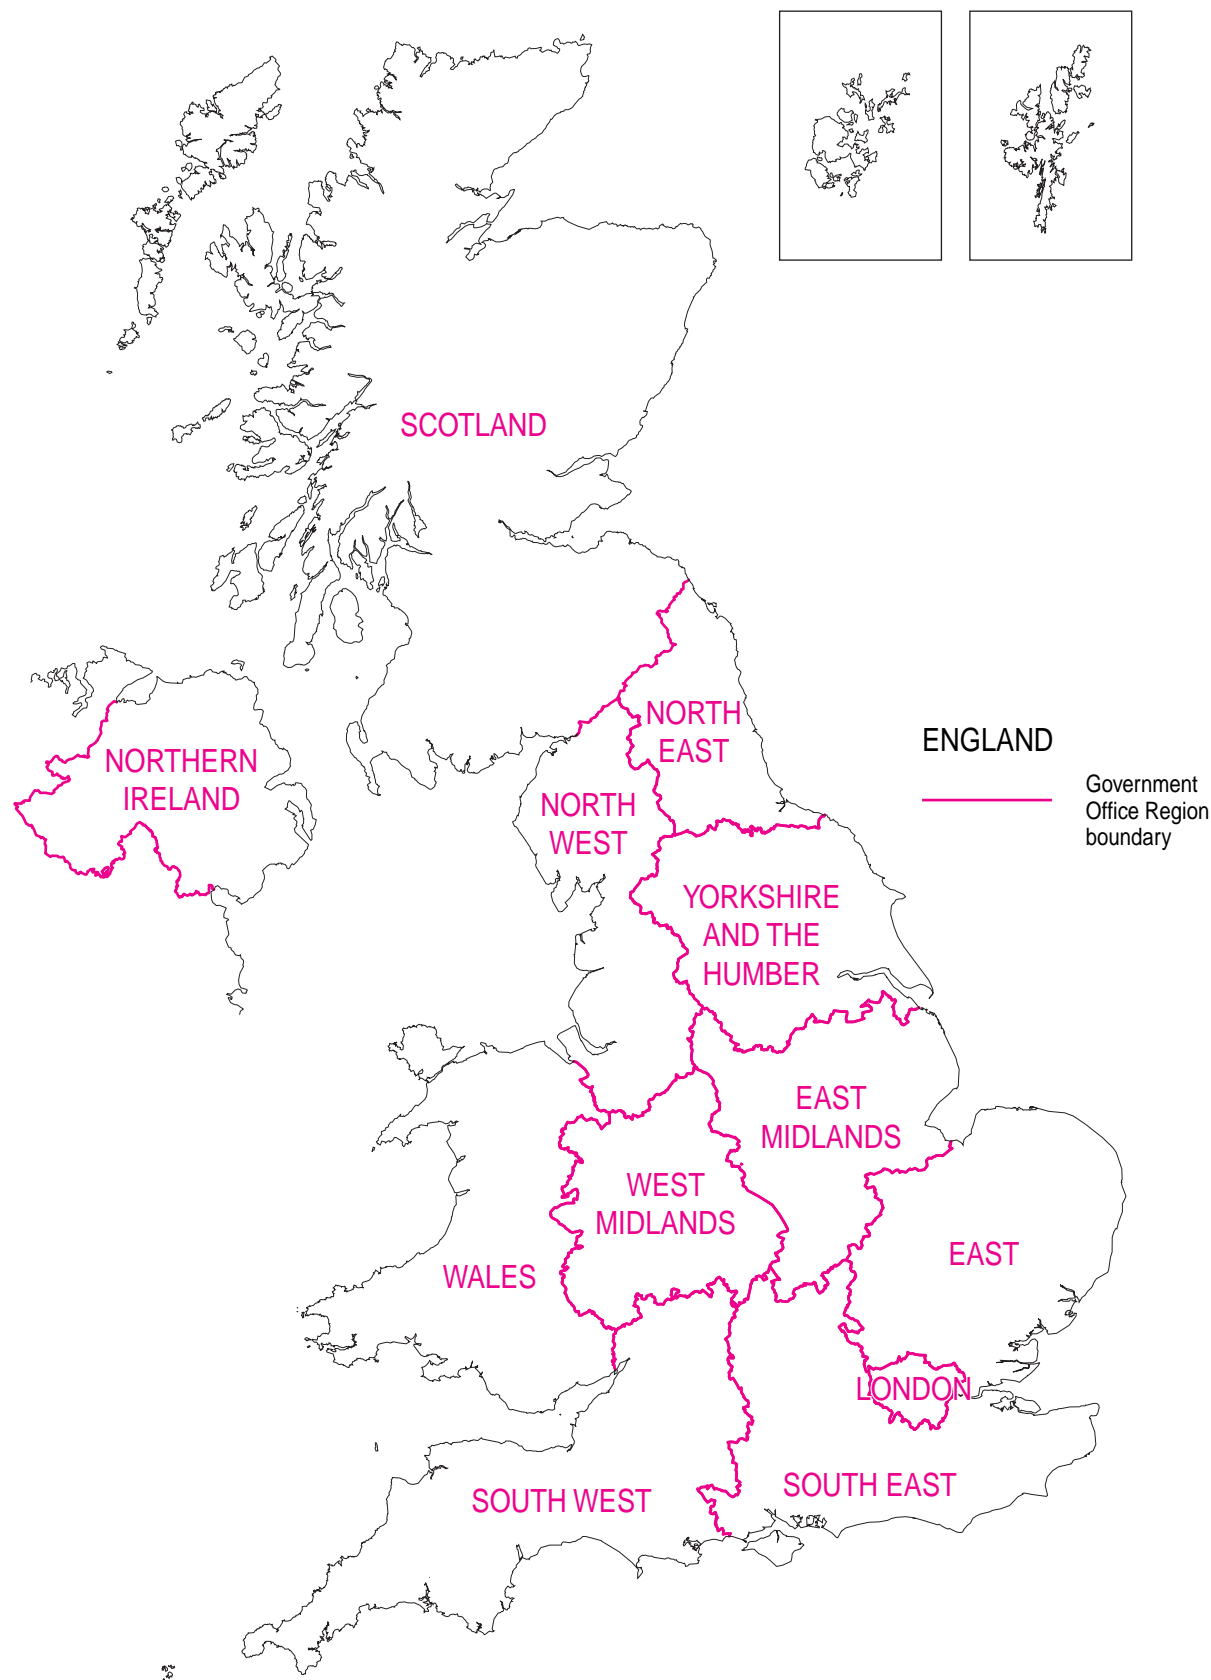 SCOTLAND
NORTH
EAST
ENGLAND
Government
Office Region
boundary
NORTHERN
IRELAND
NORTH
WEST
YORKSHIRE
AND THE
HUMBER
EAST
MIDLANDS
WEST
MIDLANDS
EAST
WALES
LONDON
SOUTH EAST
SOUTH WEST